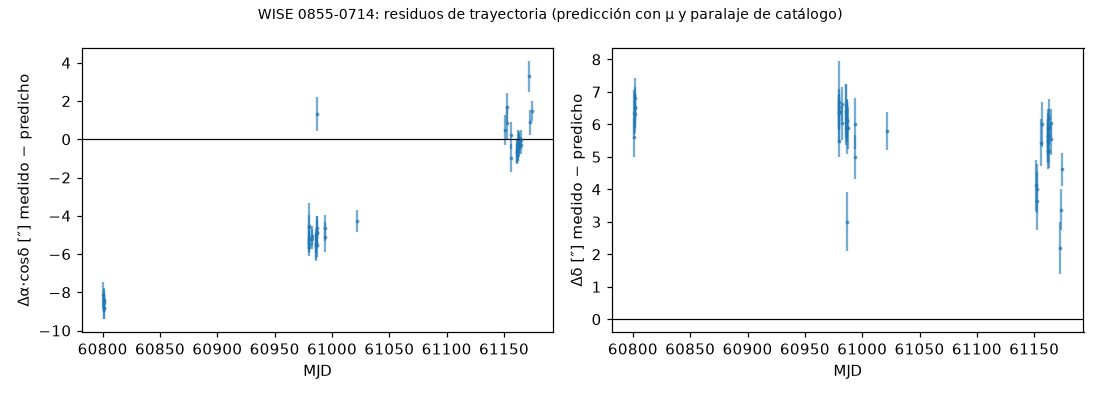 WISE 0855-0714: residuos de trayectoria (predicción con μ y paralaje de catálogo)
Δα·cosδ [″] medido − predicho
4
2
0
−2
−4
−6
−8
−10
60800 60850 60900 60950 61000 61050 61100 61150
MJD
Δδ [″] medido − predicho
8
7
6
5
4
3
2
1
0
60800 60850 60900 60950 61000 61050 61100 61150
MJD